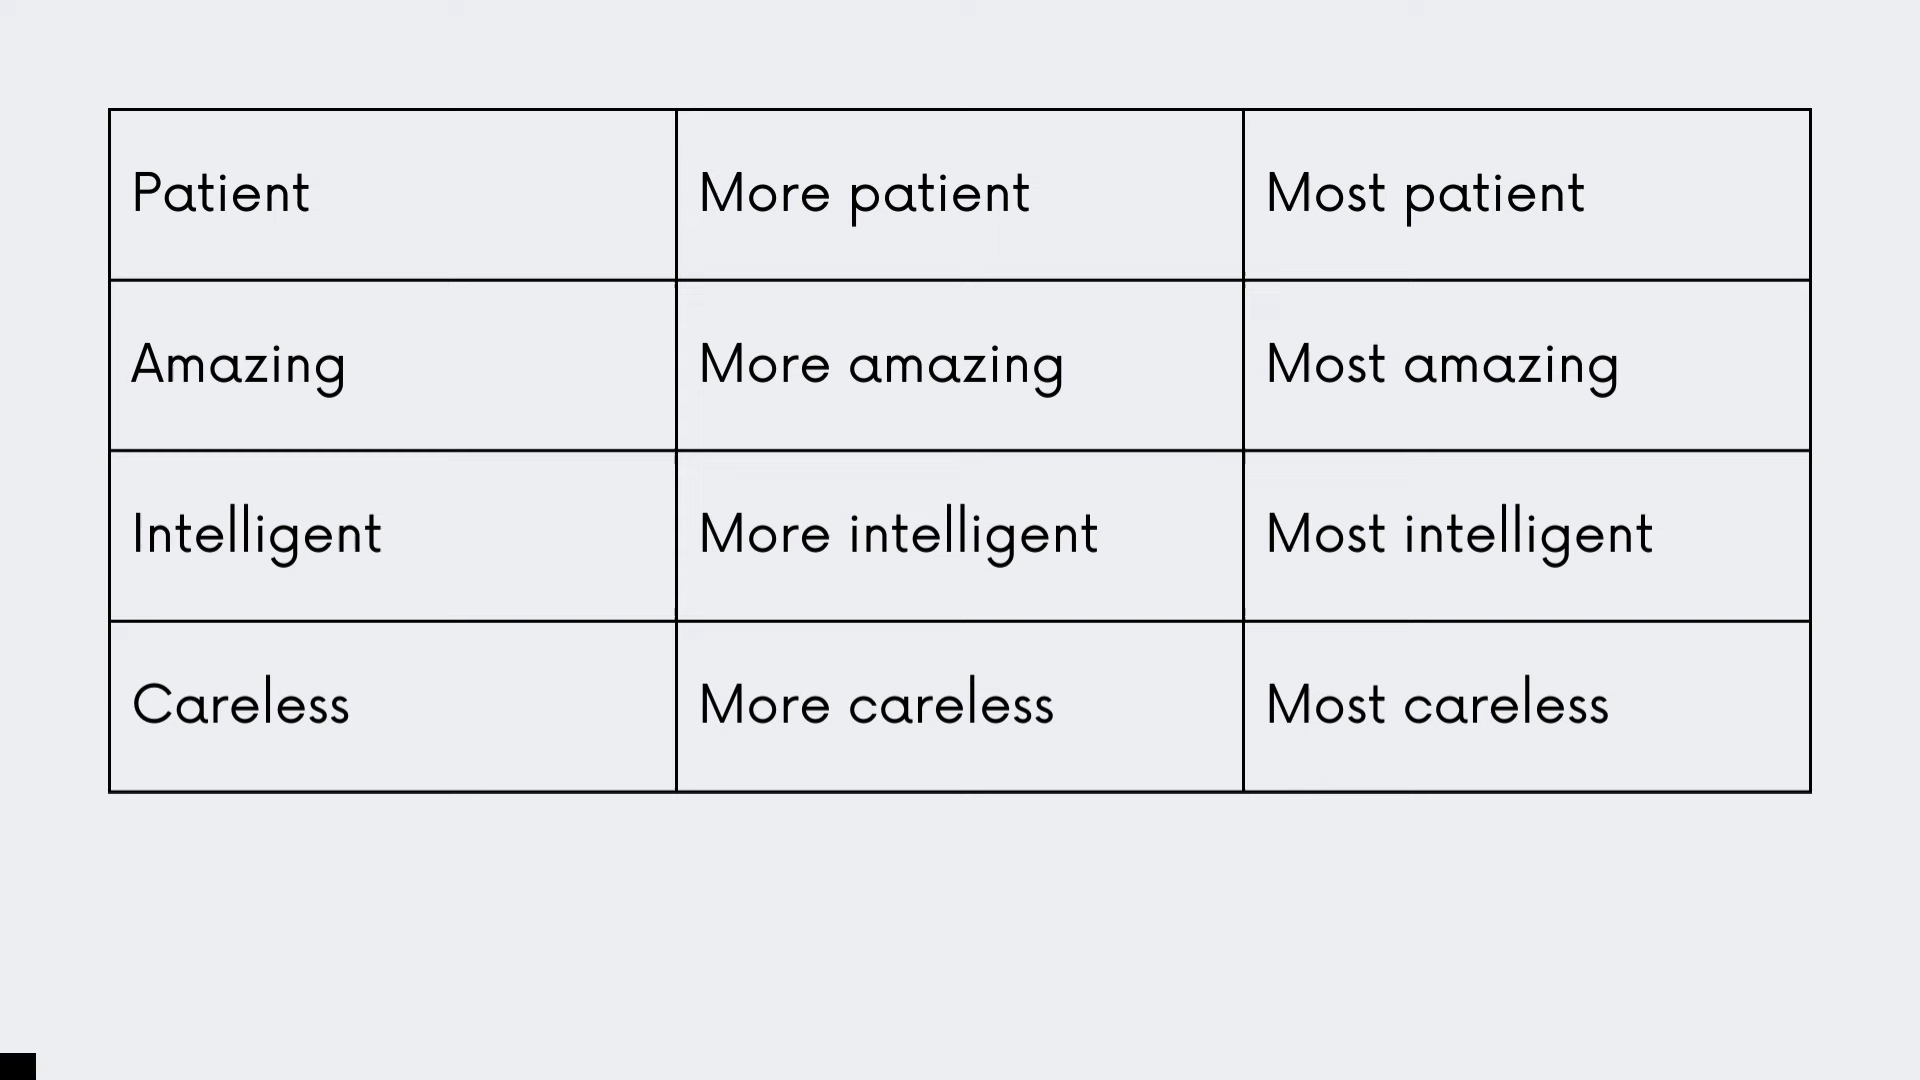 Patient More patient Most patient
Amazing More amazing Most amazing
Intelligent More intelligent Most intelligent
Careless More careless Most careless